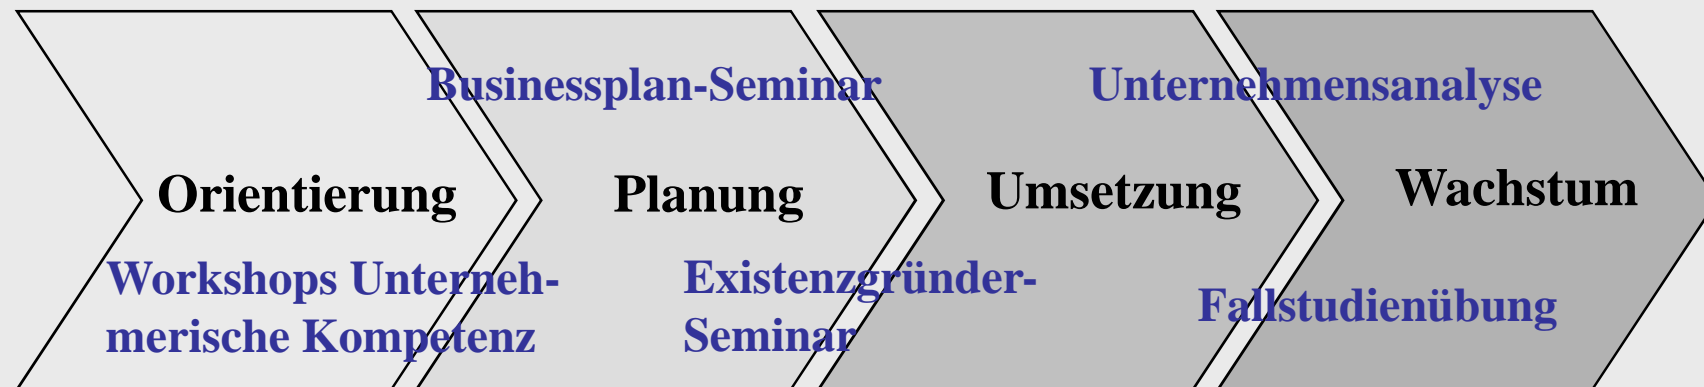 Businessplan-Seminar
Unternehmensanalyse
Orientierung
Planung
Umsetzung
Wachstum
Workshops Unterneh-
merische Kompetenz
Existenzgründer-
Seminar
Fallstudienübung